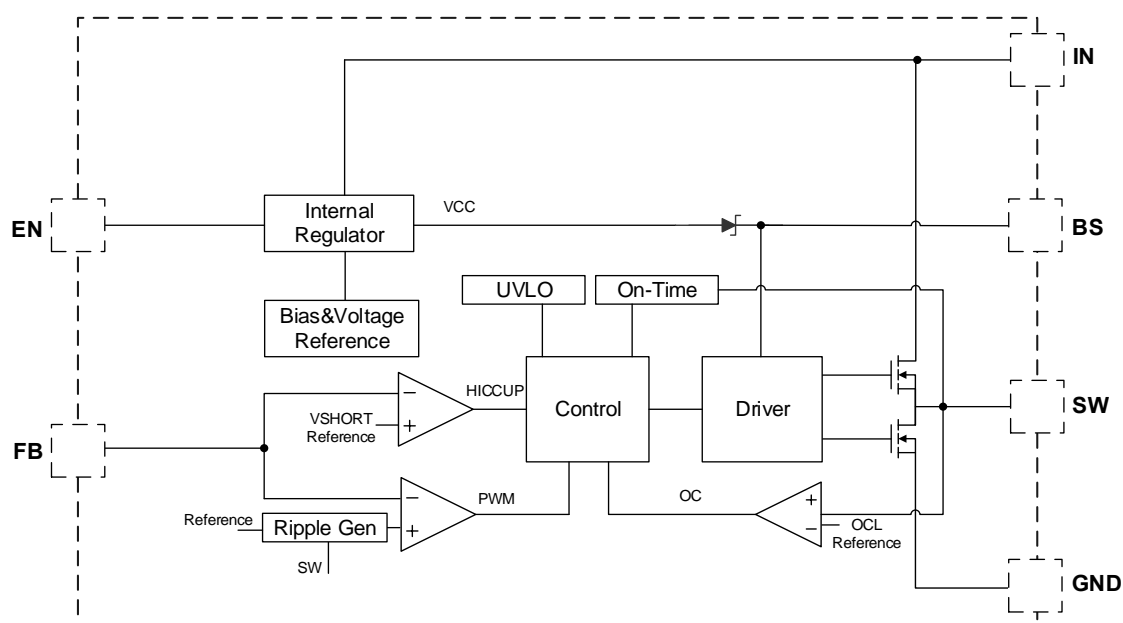 IN
EN
Internal
Regulator
VCC
BS
UVLO
On-Time
Bias&Voltage
Reference
HICCUP
−
+
VSHORT
Reference
Control
Driver
SW
FB
−
+
PWM
Reference
Ripple Gen
SW
OC
+
−
OCL
Reference
GND